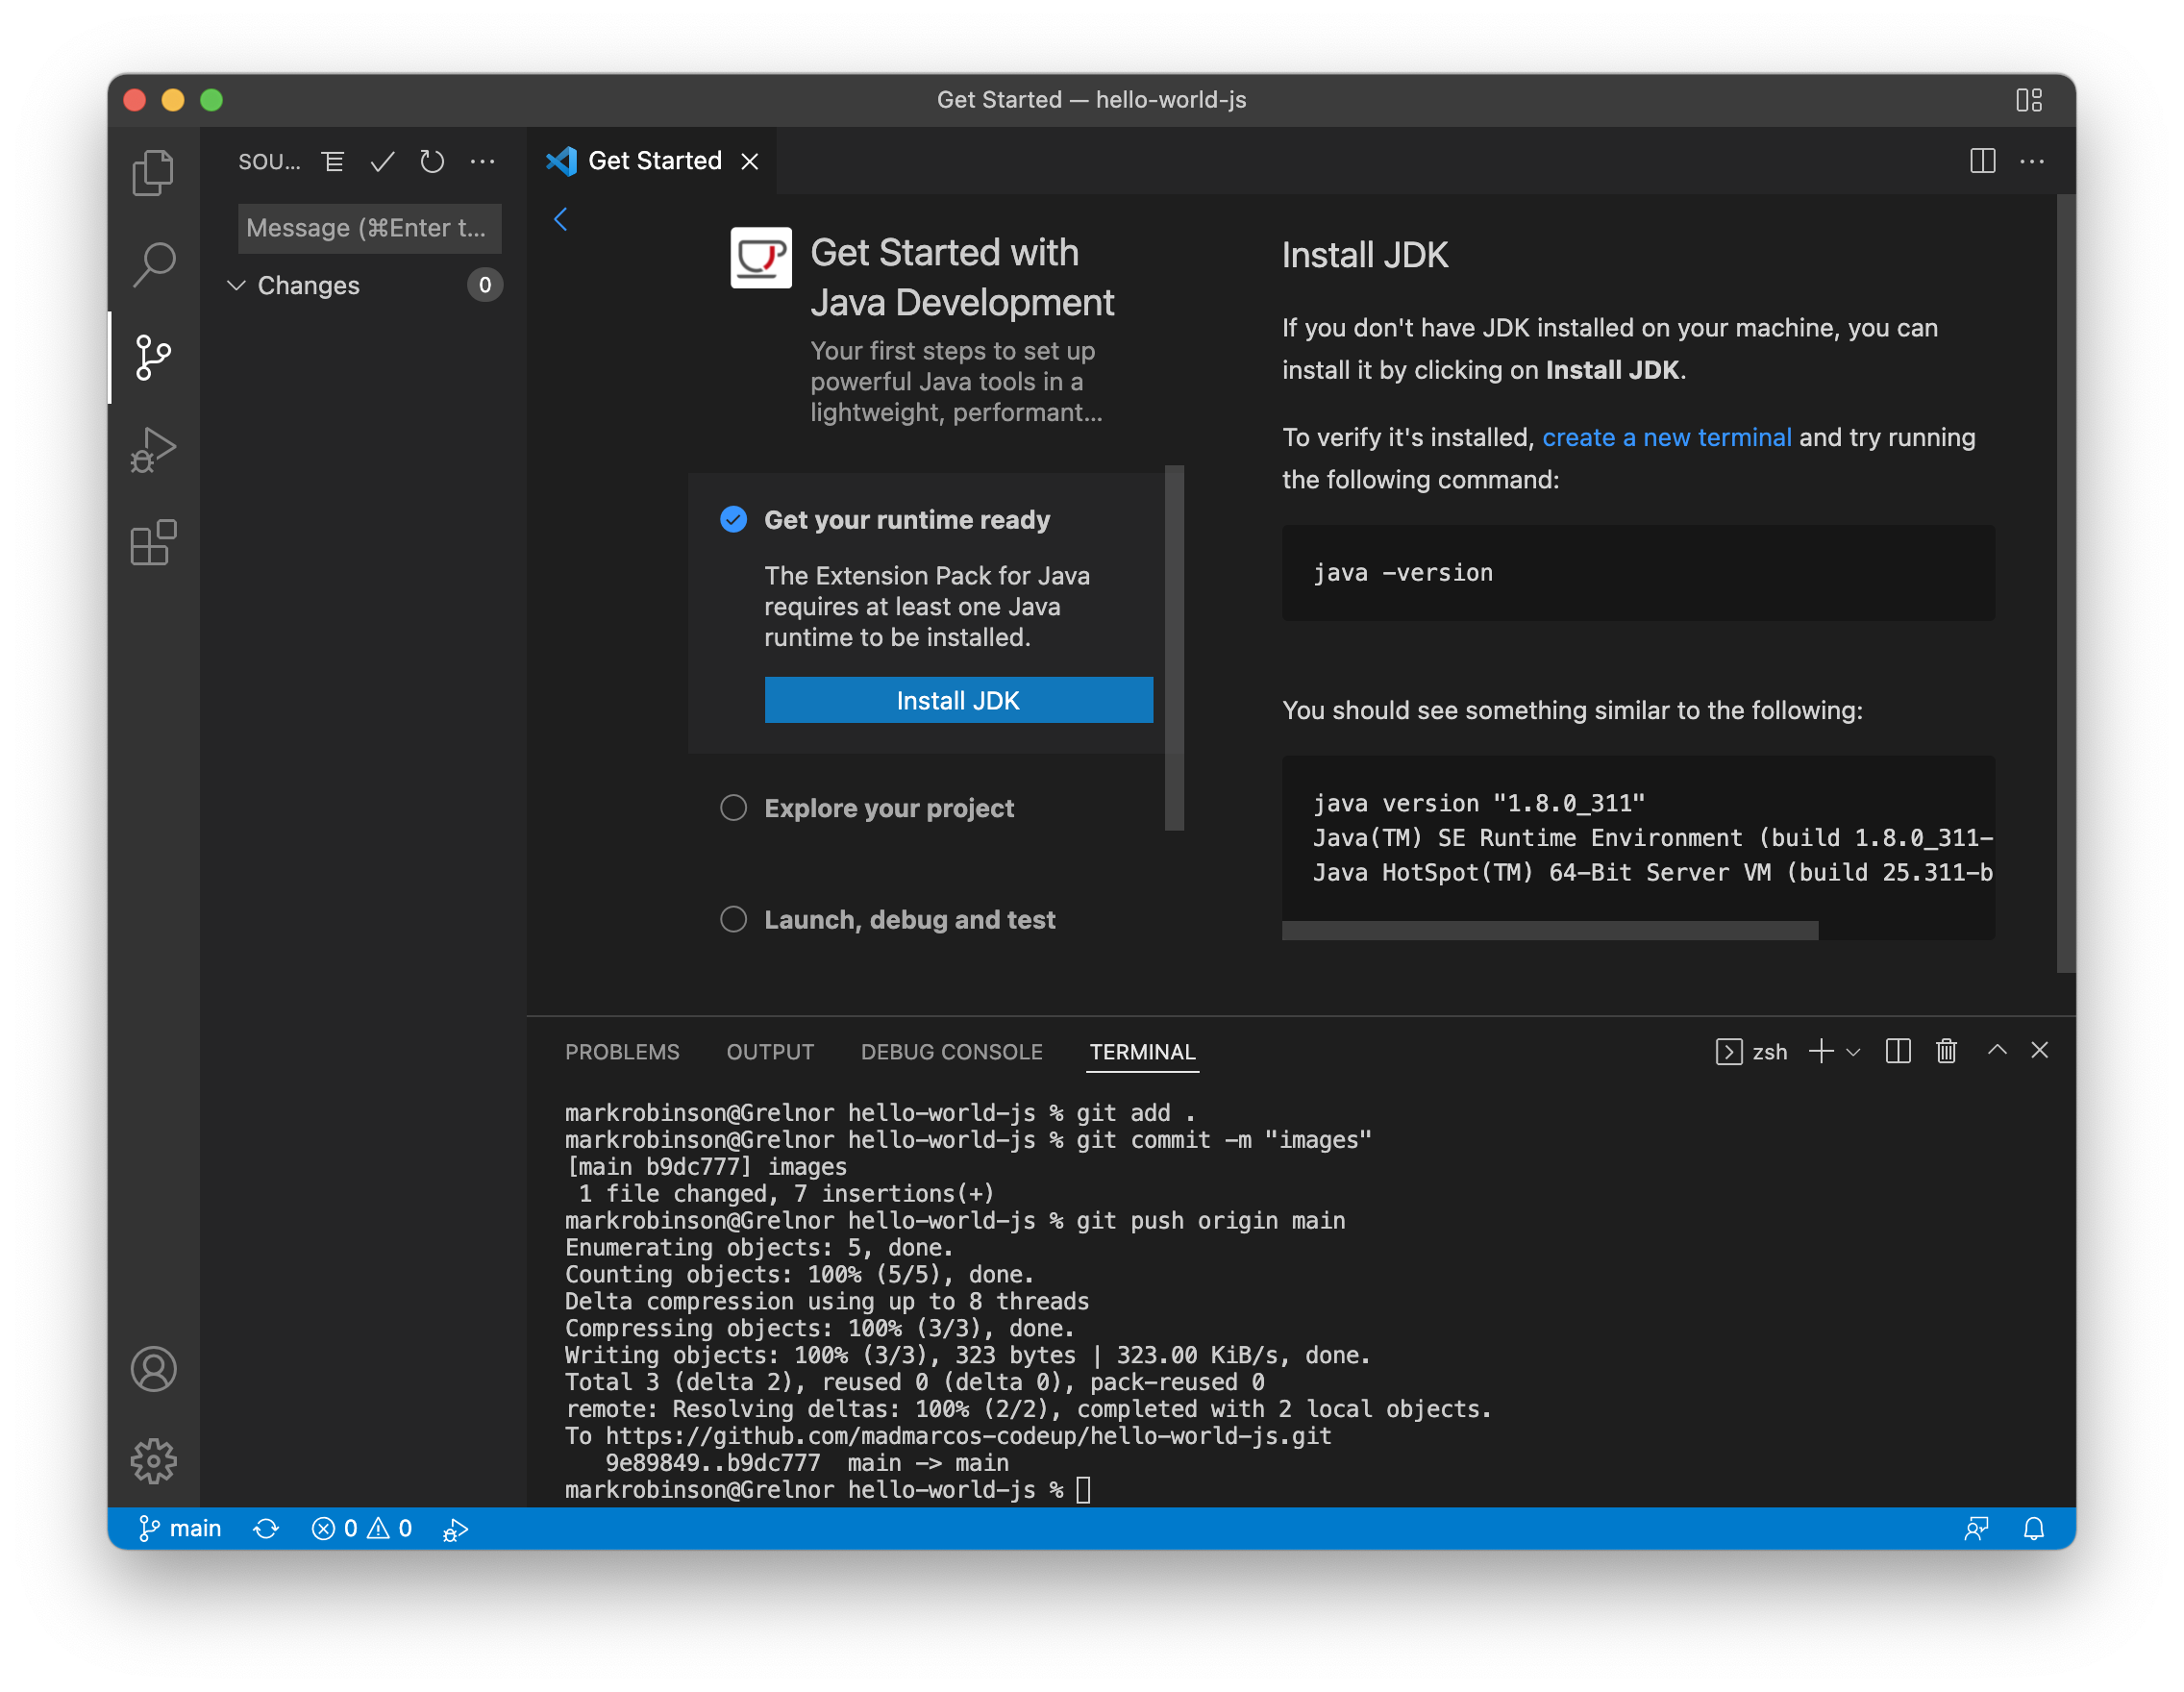 Get Started — hello-world-js
SOU...
Get Started
Message (⌘Enter t...
Changes
0
Get Started with
Java Development
Your first steps to set up
powerful Java tools in a
lightweight, performant...
Get your runtime ready
The Extension Pack for Java
requires at least one Java
runtime to be installed.
Install JDK
Explore your project
Launch, debug and test
Install JDK
If you don't have JDK installed on your machine, you can
install it by clicking on Install JDK.
To verify it's installed, create a new terminal and try running
the following command:
java -version
You should see something similar to the following:
java version "1.8.0_311"
Java(TM) SE Runtime Environment (build 1.8.0_311-
Java HotSpot(TM) 64-Bit Server VM (build 25.311-b
PROBLEMS OUTPUT DEBUG CONSOLE TERMINAL
zsh
markrobinson@Grelnor hello-world-js % git add .
markrobinson@Grelnor hello-world-js % git commit -m "images"
[main b9dc777] images
1 file changed, 7 insertions(+)
markrobinson@Grelnor hello-world-js % git push origin main
Enumerating objects: 5, done.
Counting objects: 100% (5/5), done.
Delta compression using up to 8 threads
Compressing objects: 100% (3/3), done.
Writing objects: 100% (3/3), 323 bytes | 323.00 KiB/s, done.
Total 3 (delta 2), reused 0 (delta 0), pack-reused 0
remote: Resolving deltas: 100% (2/2), completed with 2 local objects.
To https://github.com/madmarcos-codeup/hello-world-js.git
9e89849..b9dc777  main -> main
markrobinson@Grelnor hello-world-js %
main 0 0